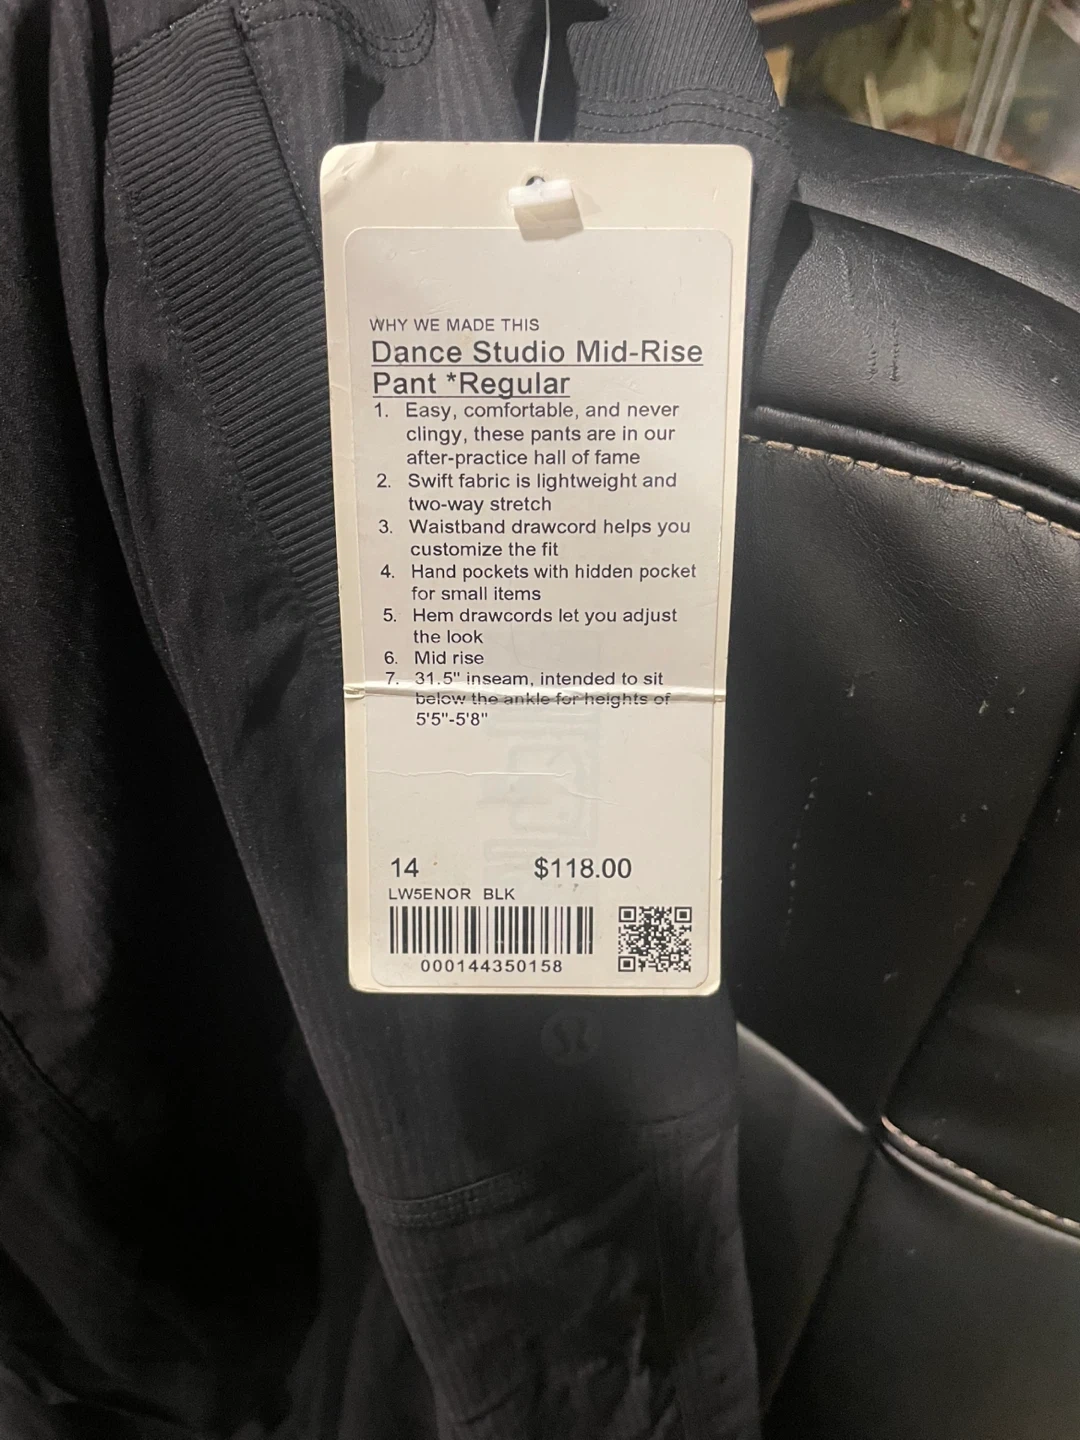 WHY WE MADE THIS
Dance Studio Mid-Rise
Pant *Regular
1. Easy, comfortable, and never
clingy, these pants are in our
after-practice hall of fame
2. Swift fabric is lightweight and
two-way stretch
3. Waistband drawcord helps you
customize the fit
4. Hand pockets with hidden pocket
for small items
5. Hem drawcords let you adjust
the look
6. Mid rise
7. 31.5" inseam, intended to sit
below the ankle for heights of
5'5"-5'8"
14 $118.00
LW5ENOR BLK
000144350158